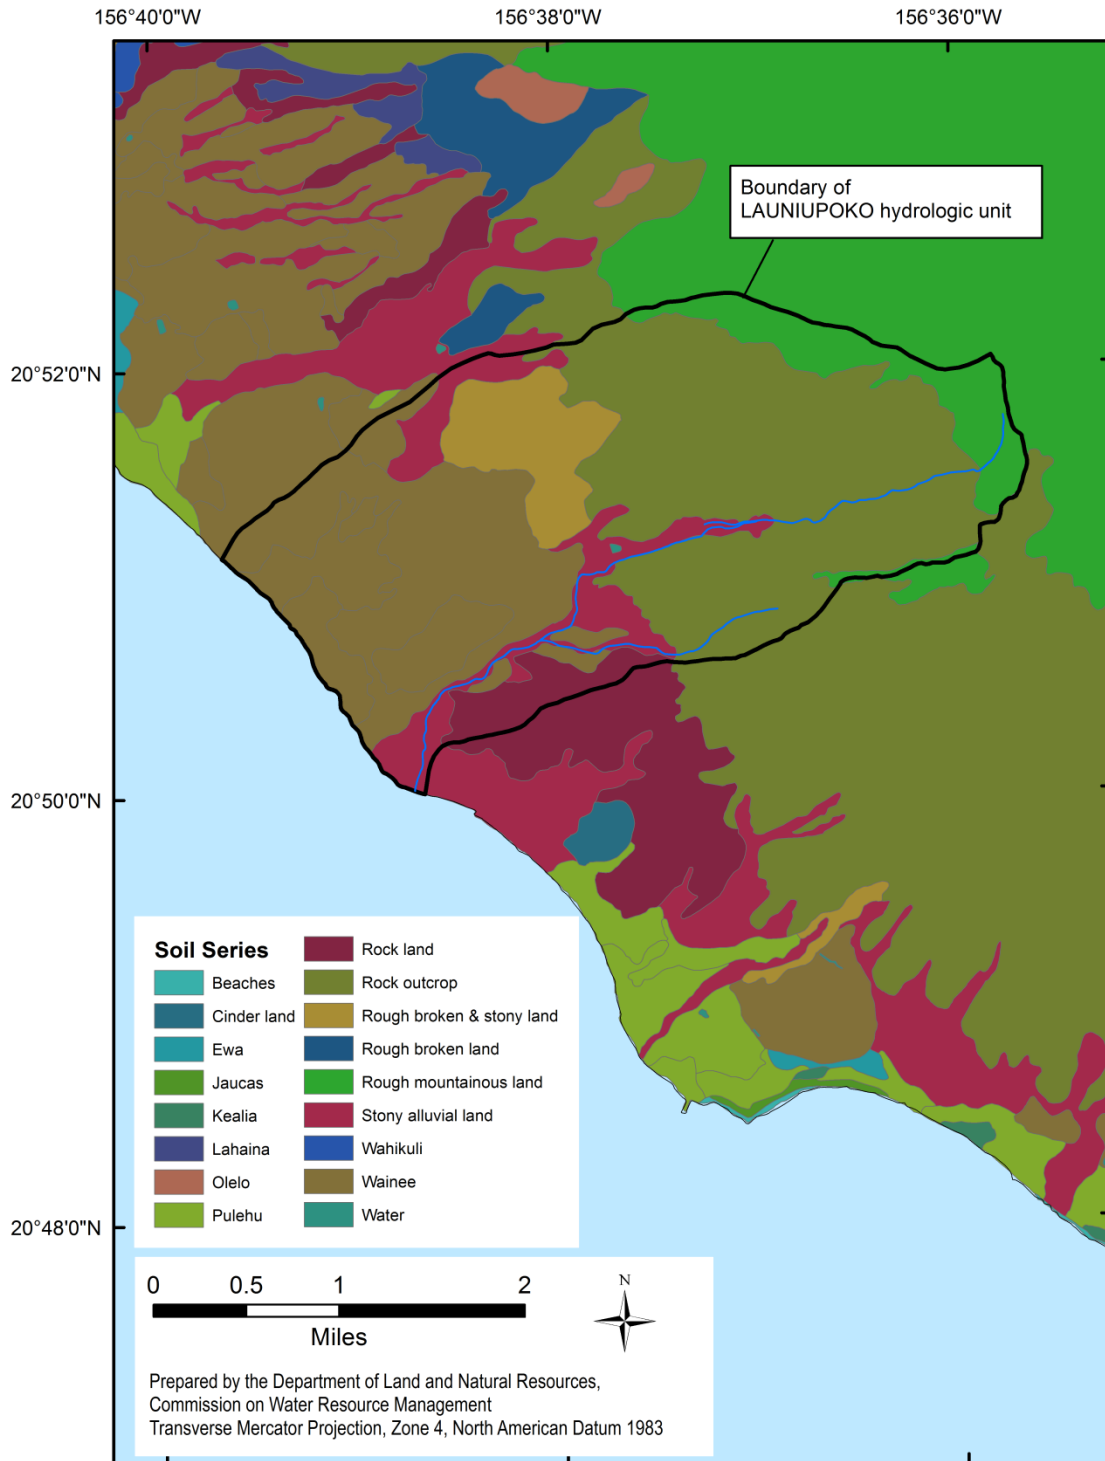 156°40'0"W 156°38'0"W 156°36'0"W
Boundary of
LAUNIUPOKO hydrologic unit
20°52'0"N
20°50'0"N
20°48'0"N
Soil Series
Beaches
Cinder land
Ewa
Jaucas
Kealia
Lahaina
Olelo
Pulehu
Rock land
Rock outcrop
Rough broken & stony land
Rough broken land
Rough mountainous land
Stony alluvial land
Wahikuli
Wainee
Water
0 0.5 1 2
Miles
N
Prepared by the Department of Land and Natural Resources,
Commission on Water Resource Management
Transverse Mercator Projection, Zone 4, North American Datum 1983